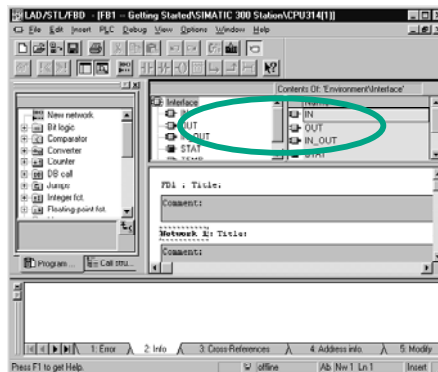 LAD/STL/FBD - [FB1 -- Getting Started\SIMATIC 300 Station\CPU314(1)]
File Edit Insert PLC Debug View Options Window Help
Contents Of: 'Environment\Interface'
Interface
IN
OUT
STAT
IN
OUT
IN_OUT
New network
Bit logic
Comparator
Converter
Counter
DB call
Jumps
Integer fct.
Floating-point fct.
Program ...
Call stru...
FB1 : Title:
Comment:
Network 1: Title:
Comment:
1: Error
2: Info
3: Cross-References
4: Address info.
5: Modify
Press F1 to get Help.
offline
Ab
Nw 1 Ln 1
Insert